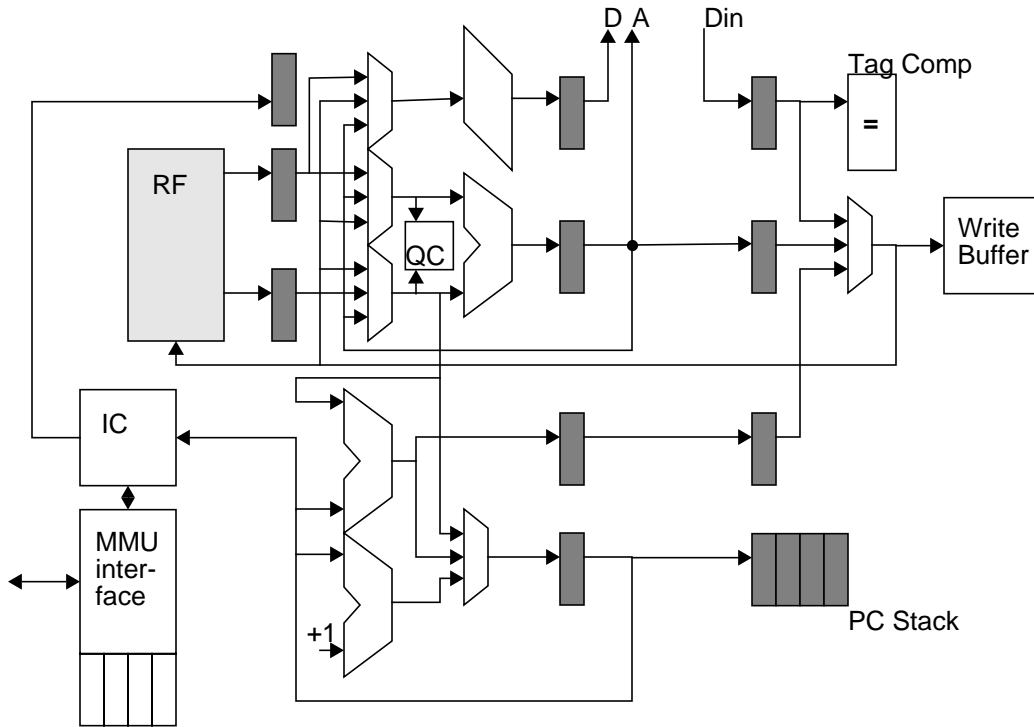 D A
Din
Tag Comp
=
RF
QC
Write
Buffer
IC
MMU
inter-
face
+1
PC Stack